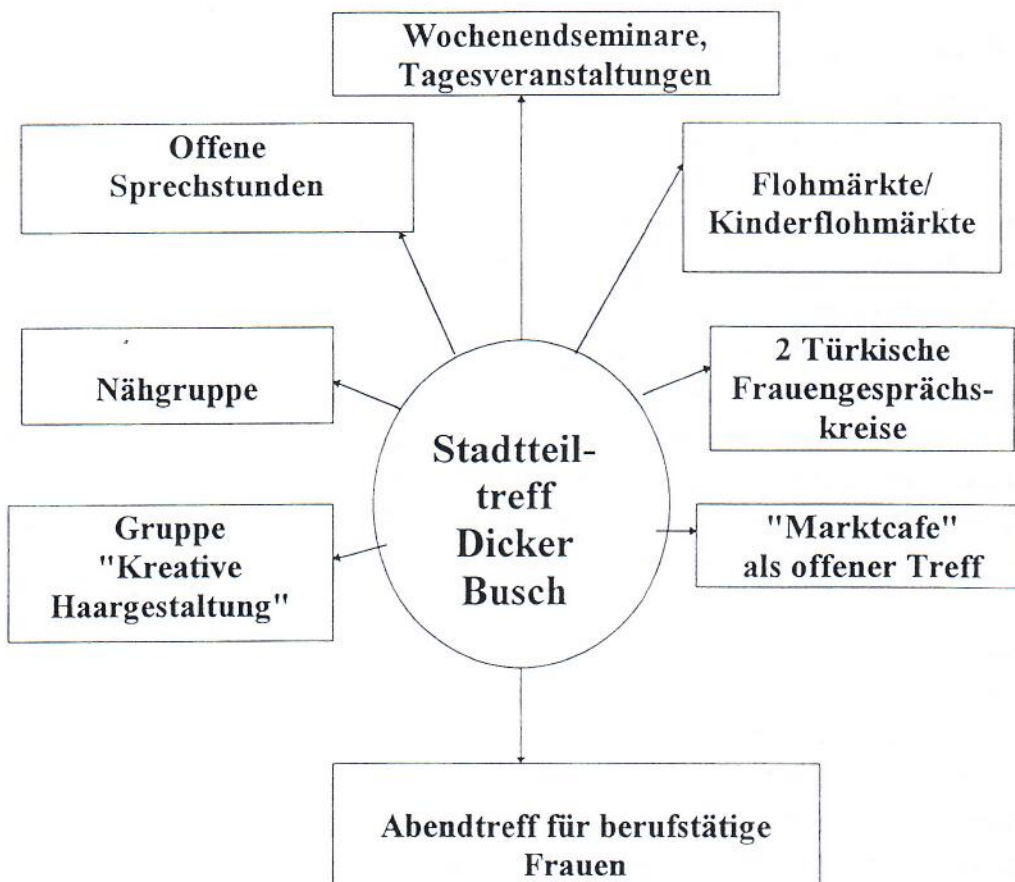 Wochenendseminare,
Tagesveranstaltungen
Offene
Sprechstunden
Flohmärkte/
Kinderflohmärkte
Nähgruppe
2 Türkische
Frauengesprächs-
kreise
Stadtteil-
treff
Dicker
Busch
Gruppe
"Kreative
Haargestaltung"
"Marktcafe"
als offener Treff
Abendtreff für berufstätige
Frauen